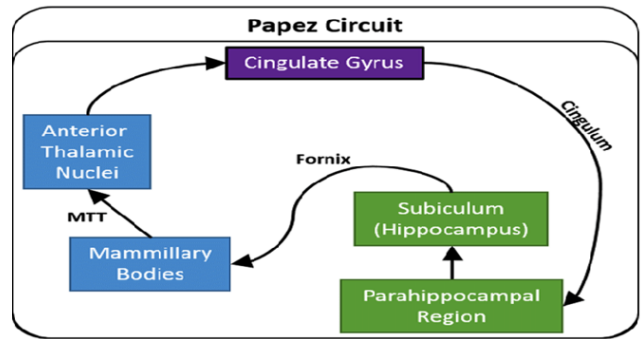 Papez Circuit
Cingulate Gyrus
Cingulum
Anterior
Thalamic
Nuclei
Fornix
MTT
Subiculum
(Hippocampus)
Mammillary
Bodies
Parahippocampal
Region